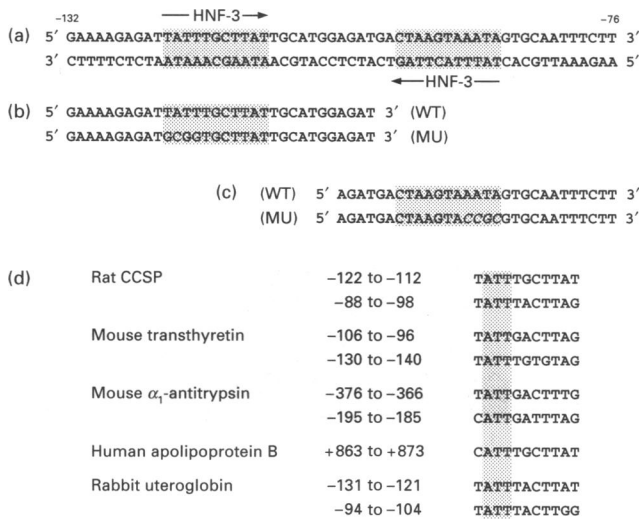 HNF-3
-132 -76
(a) 5′ GAAAAGAGATTATTTGCTTATTGCATGGAGATGACTAAGTAAATAGTGCAATTTCTT 3′
3′ CTTTTCTCTAATAAACGAATAACGTACCTCTACTGATTCATTTATCACGTTAAAGAA 5′
HNF-3
(b) 5′ GAAAAGAGATTATTTGCTTATTGCATGGAGAT 3′ (WT)
5′ GAAAAGAGATGCGGTGCTTATTGCATGGAGAT 3′ (MU)
(c) (WT) 5′ AGATGACTAAGTAAATAGTGCAATTTCTT 3′
(MU) 5′ AGATGACTAAGTACCGCGTGCAATTTCTT 3′
(d) Rat CCSP -122 to -112 TATTTGCTTAT
-88 to -98 TATTTACTTAG
Mouse transthyretin -106 to -96 TATTGACTTAG
-130 to -140 TATTTGTGTAG
Mouse α1-antitrypsin -376 to -366 TATTGACTTTG
-195 to -185 CATTGATTTAG
Human apolipoprotein B +863 to +873 CATTTGCTTAT
Rabbit uteroglobin -131 to -121 TATTTACTTAT
-94 to -104 TATTTACTTGG